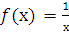 f(x) = 1/x